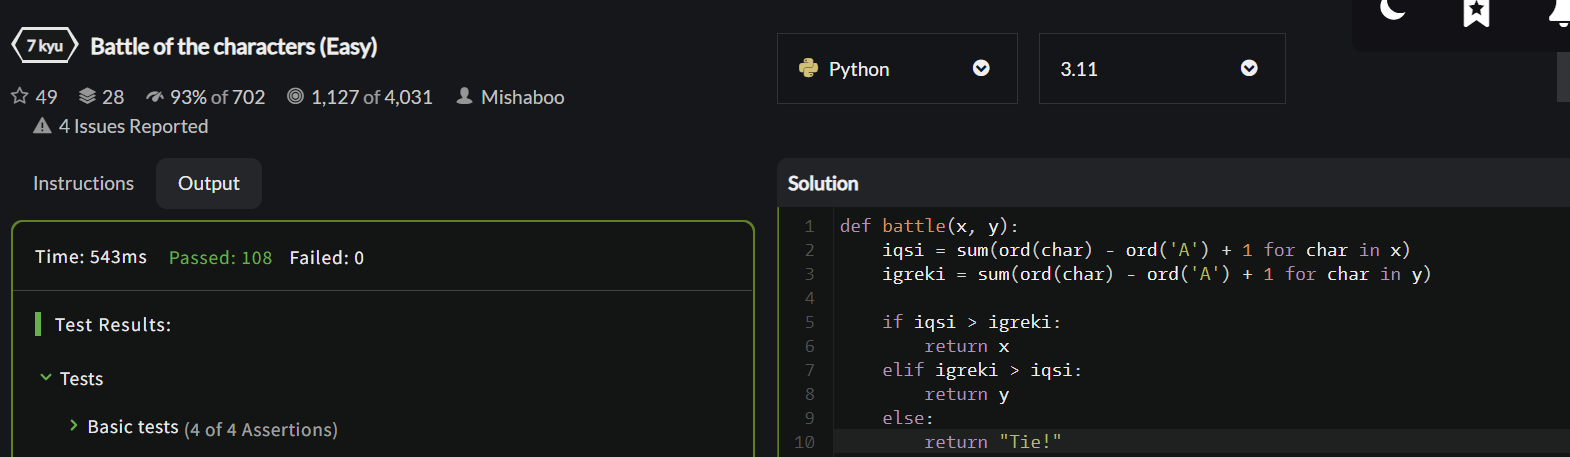 7 kyu Battle of the characters (Easy)
49 28 93% of 702 1,127 of 4,031 Mishaboo
4 Issues Reported
Instructions Output
Time: 543ms Passed: 108 Failed: 0
Test Results:
Tests
Basic tests (4 of 4 Assertions)
Python 3.11
Solution
1 def battle(x, y):
2     iqsi = sum(ord(char) - ord('A') + 1 for char in x)
3     igreki = sum(ord(char) - ord('A') + 1 for char in y)
4
5     if iqsi > igreki:
6         return x
7     elif igreki > iqsi:
8         return y
9     else:
10         return "Tie!"